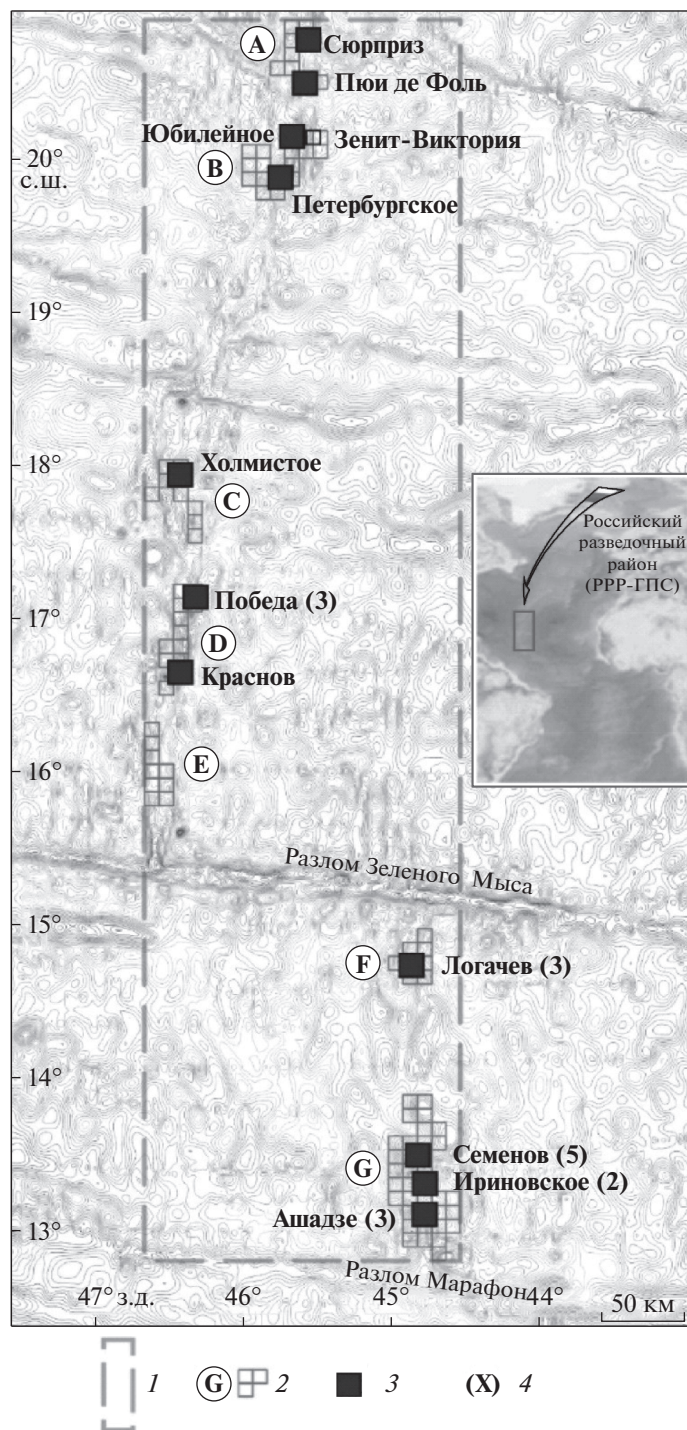 A
Сюрприз
Пюи де Фоль
Юбилейное
Зенит-Виктория
20°
с.ш.
B
Петербургское
19°
18°
Холмистое
C
Российский
разведочный
район
(РРР-ГПС)
17°
Победа (3)
D
Краснов
16°
E
Разлом Зеленого Мыса
15°
F
Логачев (3)
14°
Семенов (5)
G
Ириновское (2)
Ашадзе (3)
13°
Разлом Марафон
47° з.д.
46°
45°
44°
50 км
1
G
2
3
(X)
4